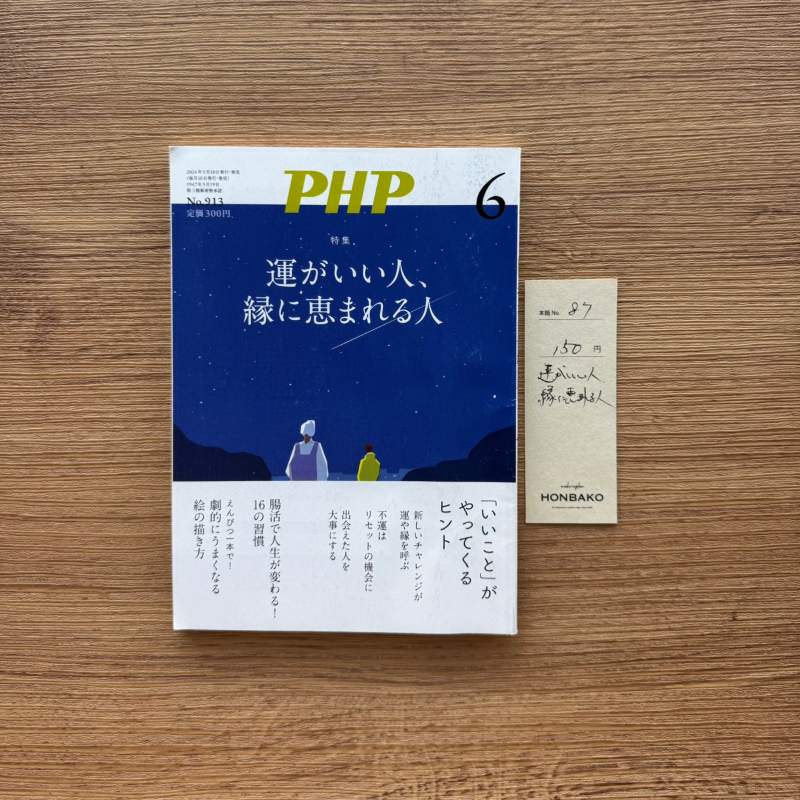 2024年5月10日発行・発売
(毎月10日発行・発売)
1947年5月19日
第三種郵便物承認
No.913
定価300円
PHP
6
特集
運がいい人、
縁に恵まれる人
「いいこと」が
やってくる
ヒント
新しいチャレンジが
運や縁を呼ぶ
不運は
リセットの機会に
出会えた人を
大事にする
腸活で人生が変わる!
16の習慣
えんぴつ一本で!
劇的にうまくなる
絵の描き方
本箱 No. 87
150 円
運がいい人
縁に恵まれる人
HONBAKO